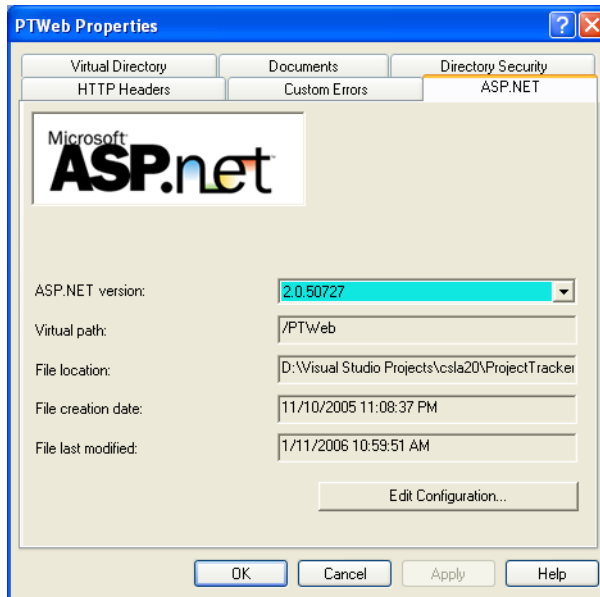 PTWeb Properties
Virtual Directory Documents Directory Security
HTTP Headers Custom Errors ASP.NET
Microsoft
ASP.net
ASP.NET version: 2.0.50727
Virtual path: /PTWeb
File location: D:\Visual Studio Projects\csla20\ProjectTracker
File creation date: 11/10/2005 11:08:37 PM
File last modified: 1/11/2006 10:59:51 AM
Edit Configuration...
OK Cancel Apply Help